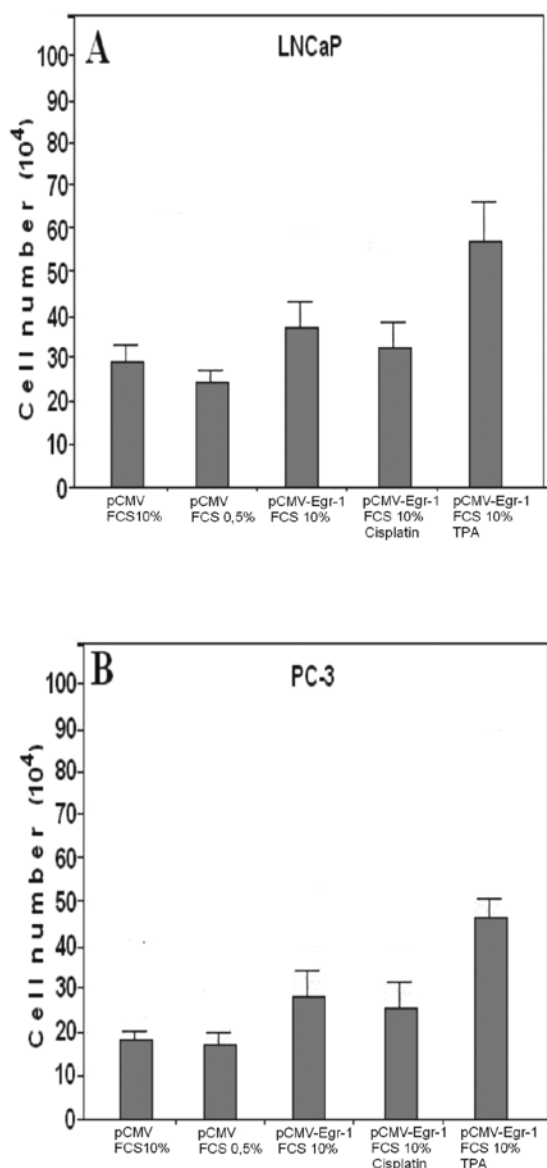 A
LNCaP
Cell number (10⁴)
100
90
80
70
60
50
40
30
20
10
0
pCMV
FCS10%
pCMV
FCS 0,5%
pCMV-Egr-1
FCS 10%
pCMV-Egr-1
FCS 10%
Cisplatin
pCMV-Egr-1
FCS 10%
TPA
B
PC-3
Cell number (10⁴)
100
90
80
70
60
50
40
30
20
10
0
pCMV
FCS10%
pCMV
FCS 0,5%
pCMV-Egr-1
FCS 10%
pCMV-Egr-1
FCS 10%
Cisplatin
pCMV-Egr-1
FCS 10%
TPA